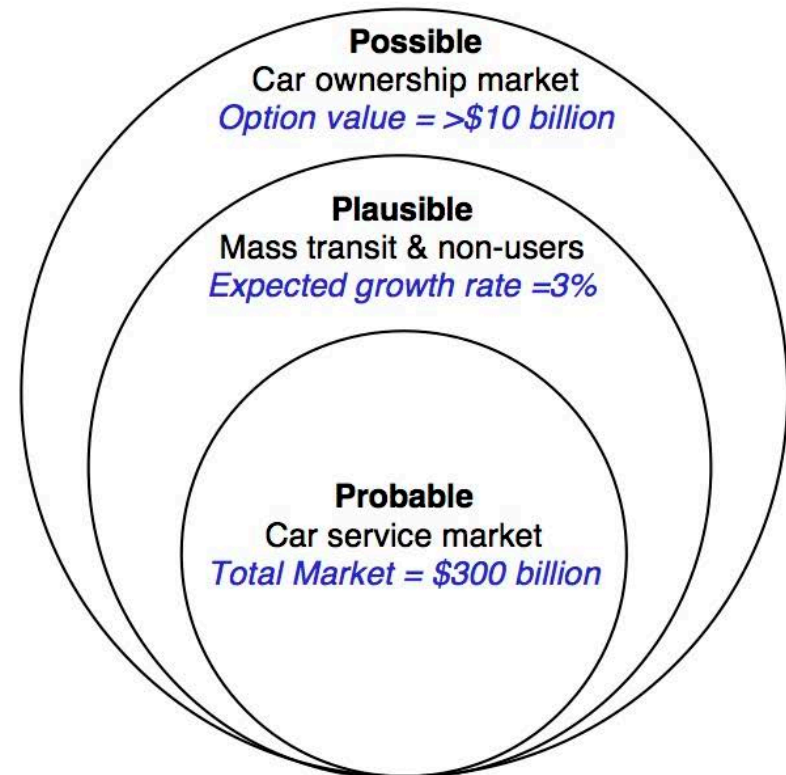 Possible
Car ownership market
Option value = >$10 billion
Plausible
Mass transit & non-users
Expected growth rate =3%
Probable
Car service market
Total Market = $300 billion